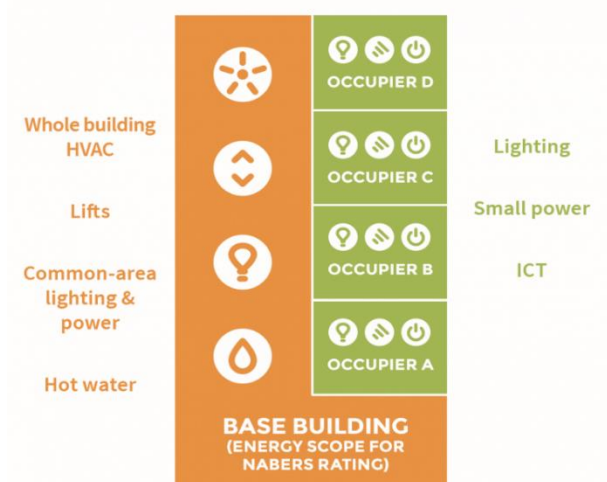 Whole building
HVAC
Lifts
Common-area
lighting &
power
Hot water
OCCUPIER D
OCCUPIER C
OCCUPIER B
OCCUPIER A
BASE BUILDING
(ENERGY SCOPE FOR
NABERS RATING)
Lighting
Small power
ICT